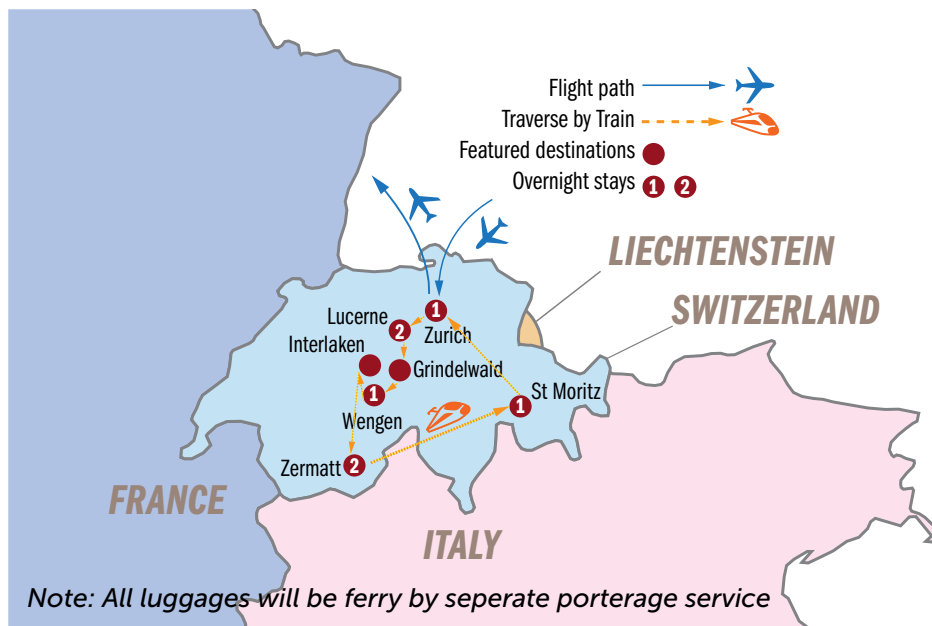 Flight path
Traverse by Train
Featured destinations
Overnight stays 1 2
LIECHTENSTEIN
SWITZERLAND
1
Lucerne
2
Zurich
Interlaken
Grindelwald
1
St Moritz
1
Wengen
Zermatt 2
FRANCE
ITALY
Note: All luggages will be ferry by seperate porterage service